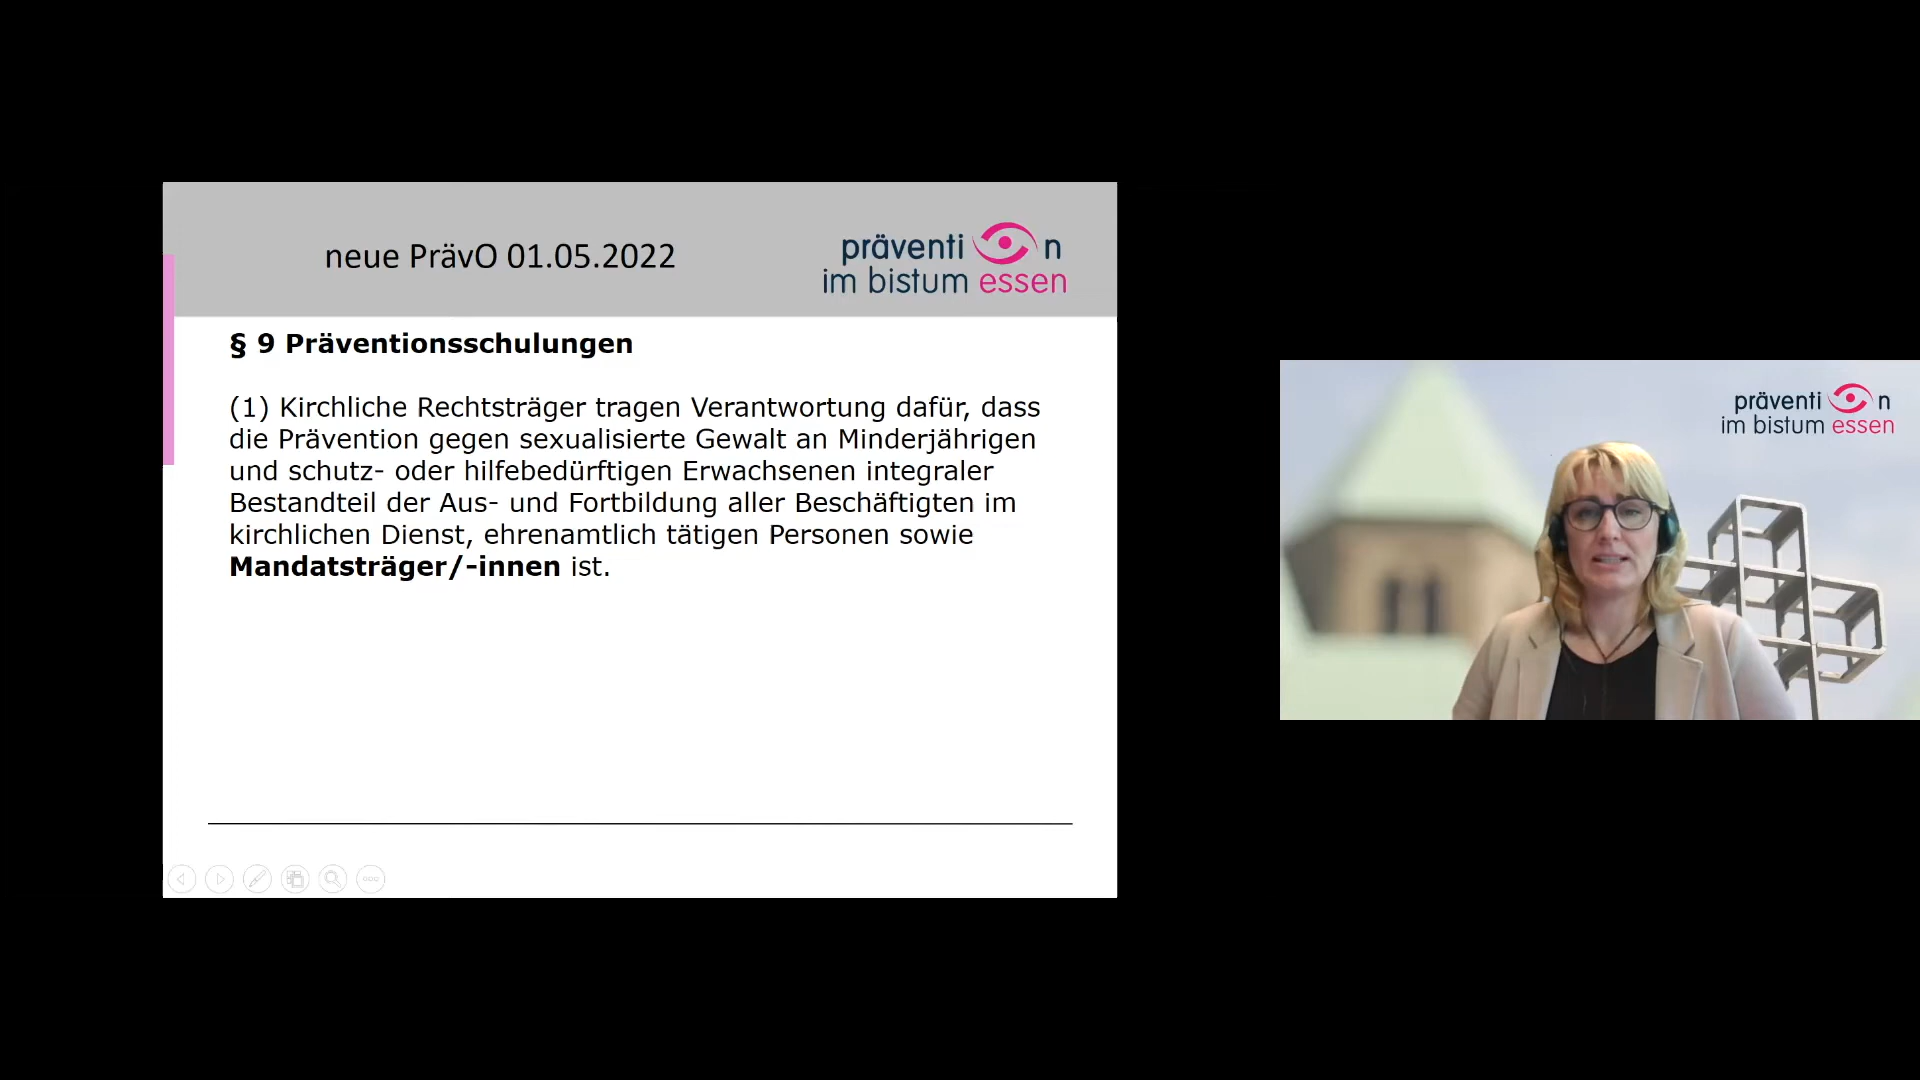 neue PrävO 01.05.2022
präventi n
im bistum essen
§ 9 Präventionsschulungen
(1) Kirchliche Rechtsträger tragen Verantwortung dafür, dass
die Prävention gegen sexualisierte Gewalt an Minderjährigen
und schutz- oder hilfebedürftigen Erwachsenen integraler
Bestandteil der Aus- und Fortbildung aller Beschäftigten im
kirchlichen Dienst, ehrenamtlich tätigen Personen sowie
Mandatsträger/-innen ist.
präventi n
im bistum essen